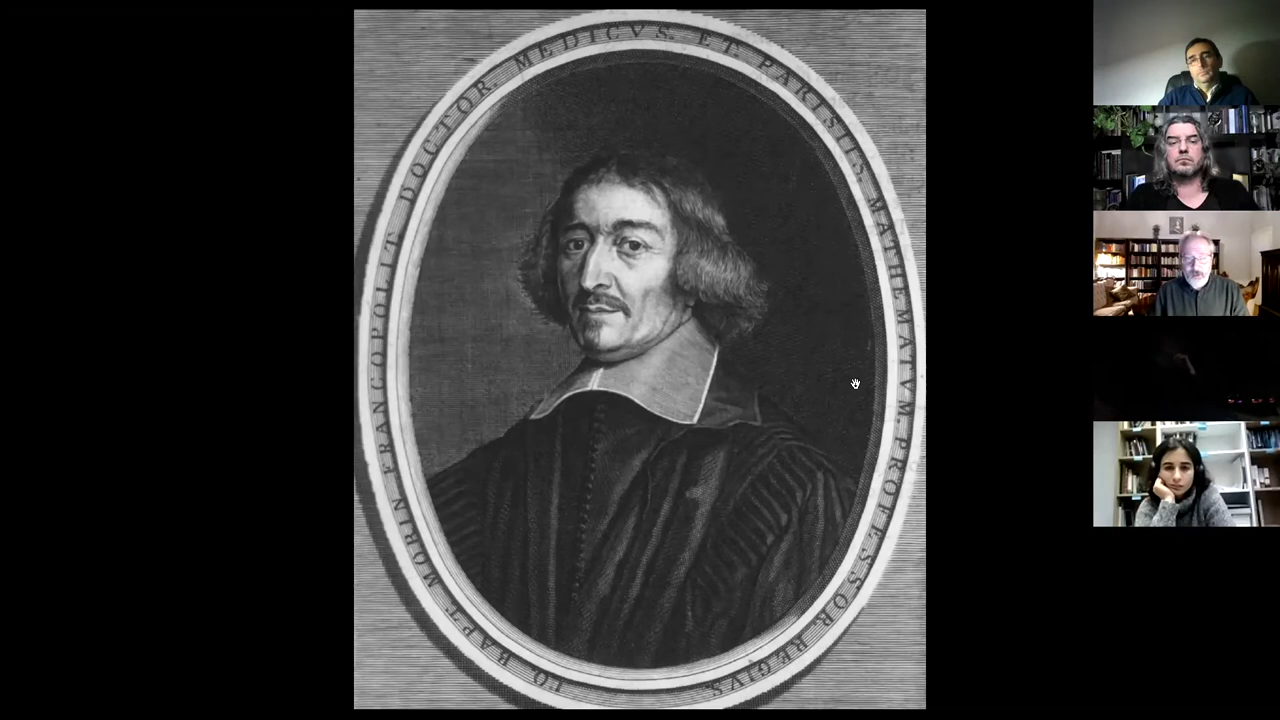 IO BAPT. MORIN FRANCOPOLIT DOCTOR. MEDICVS. ET. PARISIIS. MATHEMATVM. PROFESSOR. REGIVS.